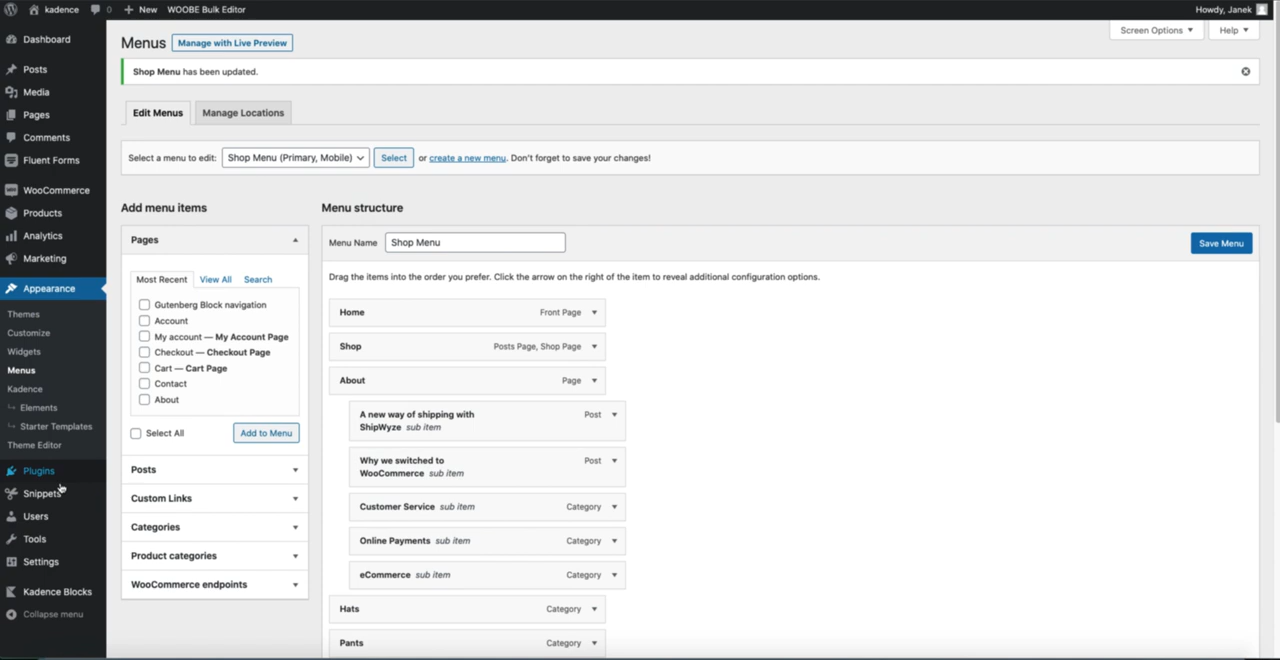 kadence 0 New WOOBE Bulk Editor Howdy, Janek
Dashboard
Posts
Media
Pages
Comments
Fluent Forms
WooCommerce
Products
Analytics
Marketing
Appearance
Themes
Customize
Widgets
Menus
Kadence
Elements
Starter Templates
Theme Editor
Plugins
Snippets
Users
Tools
Settings
Kadence Blocks
Collapse menu
Screen Options Help
Menus Manage with Live Preview
Shop Menu has been updated.
Edit Menus Manage Locations
Select a menu to edit: Shop Menu (Primary, Mobile) Select or create a new menu. Don't forget to save your changes!
Add menu items
Pages
Most Recent View All Search
Gutenberg Block navigation
Account
My account — My Account Page
Checkout — Checkout Page
Cart — Cart Page
Contact
About
Select All Add to Menu
Posts
Custom Links
Categories
Product categories
WooCommerce endpoints
Menu structure
Menu Name Shop Menu Save Menu
Drag the items into the order you prefer. Click the arrow on the right of the item to reveal additional configuration options.
Home Front Page
Shop Posts Page, Shop Page
About Page
A new way of shipping with Post
ShipWyze sub item
Why we switched to Post
WooCommerce sub item
Customer Service sub item Category
Online Payments sub item Category
eCommerce sub item Category
Hats Category
Pants Category